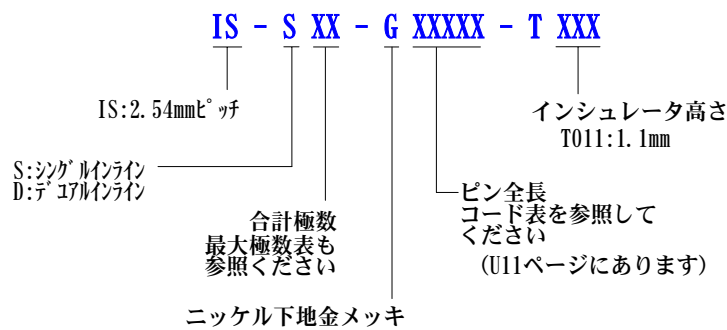 IS - S XX - G XXXXX - T XXX
IS:2.54mmﾋﾟｯﾁ
インシュレータ高さ
T011:1.1mm
S:ｼﾝｸﾞﾙｲﾝﾗｲﾝ
D:ﾃﾞｭｱﾙｲﾝﾗｲﾝ
合計極数
最大極数表も
参照ください
ピン全長
コード表を参照して
ください
(U11ページにあります)
ニッケル下地金メッキ